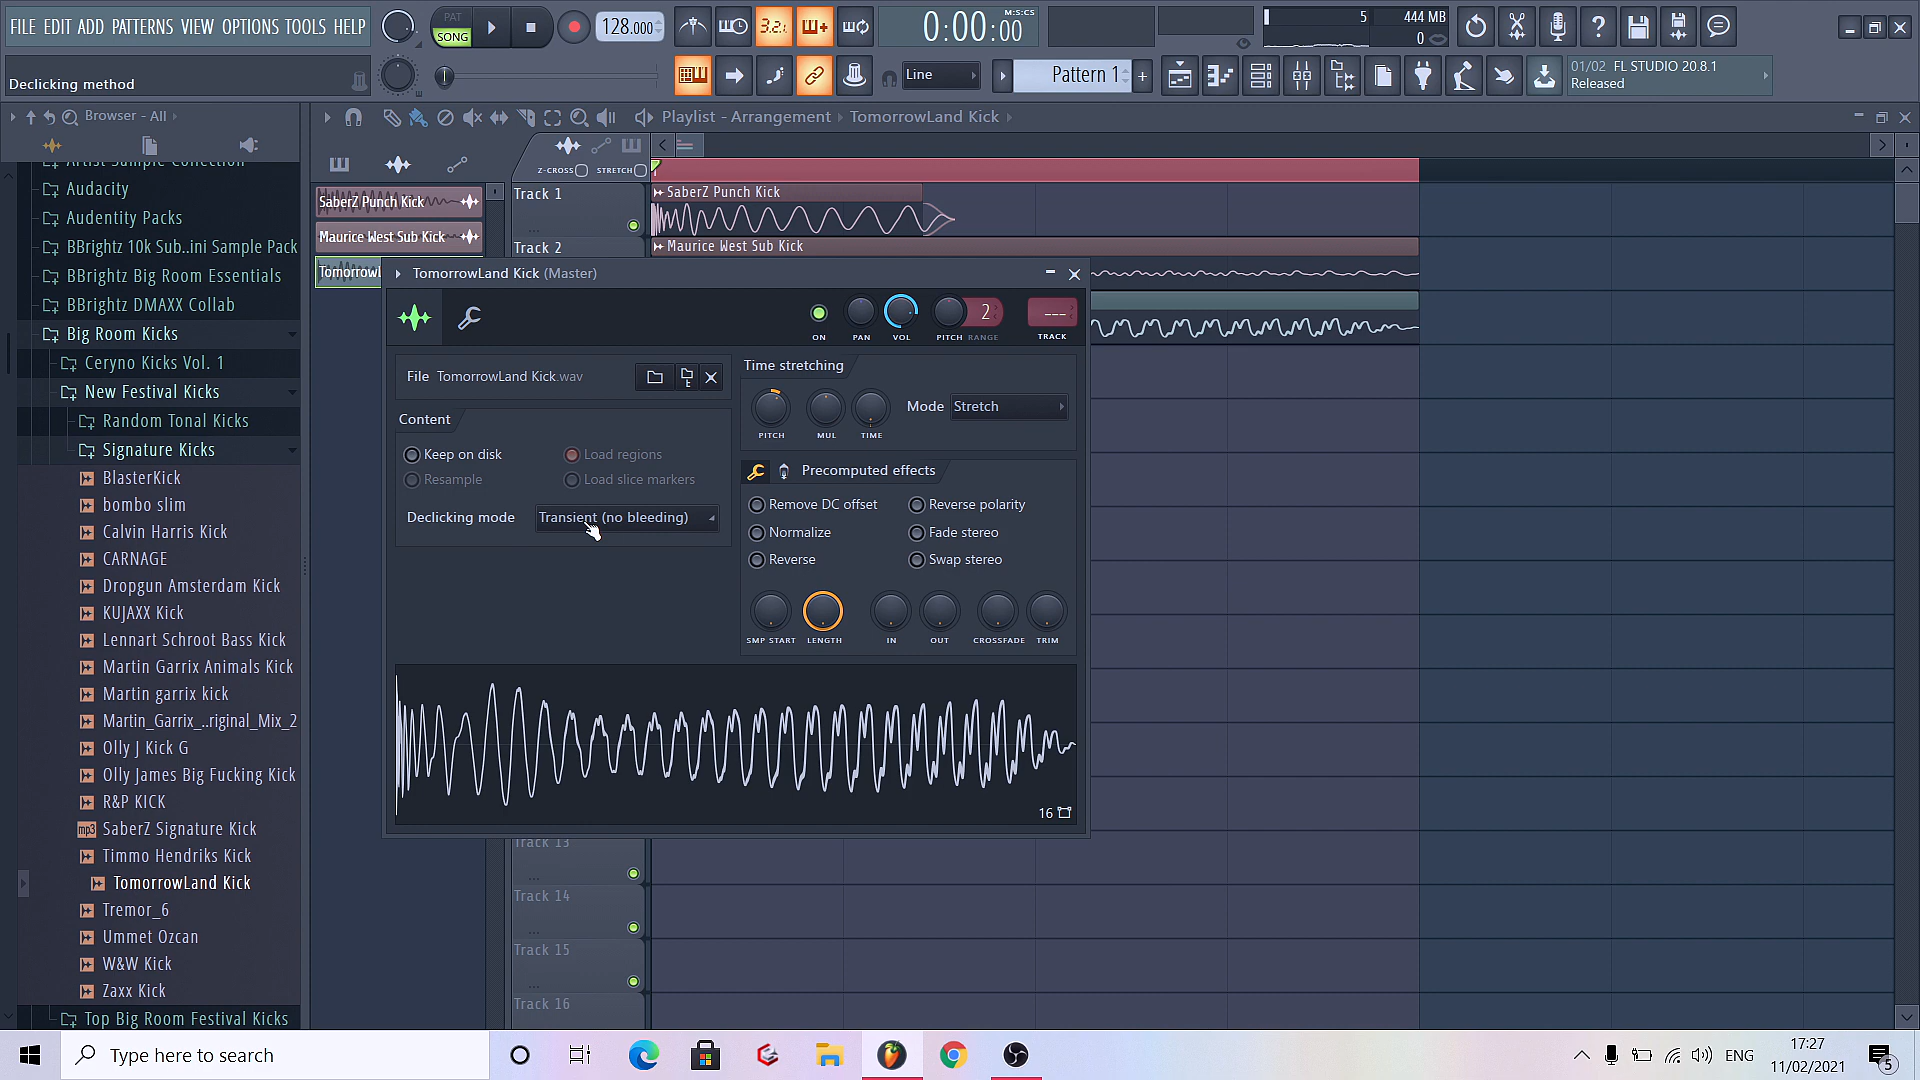 FILE EDIT ADD PATTERNS VIEW OPTIONS TOOLS HELP
PAT
SONG
128.000
3.2.
0:00:00
M:S:CS
5
444 MB
0
Declicking method
Line
Pattern 1
01/02 FL STUDIO 20.8.1
Released
Browser - All
Playlist - Arrangement
TomorrowLand Kick
Z-CROSS
STRETCH
Artist Sample Collection
Audacity
Audentity Packs
BBrightz 10k Sub..ini Sample Pack
BBrightz Big Room Essentials
BBrightz DMAXX Collab
Big Room Kicks
Ceryno Kicks Vol. 1
New Festival Kicks
Random Tonal Kicks
Signature Kicks
BlasterKick
bombo slim
Calvin Harris Kick
CARNAGE
Dropgun Amsterdam Kick
KUJAXX Kick
Lennart Schroot Bass Kick
Martin Garrix Animals Kick
Martin garrix kick
Martin_Garrix_..riginal_Mix_2
Olly J Kick G
Olly James Big Fucking Kick
R&P KICK
mp3
SaberZ Signature Kick
Timmo Hendriks Kick
TomorrowLand Kick
Tremor_6
Ummet Ozcan
W&W Kick
Zaxx Kick
Top Big Room Festival Kicks
SaberZ Punch Kick
Maurice West Sub Kick
Tomorrowl
Track 1
SaberZ Punch Kick
Track 2
Maurice West Sub Kick
TomorrowLand Kick (Master)
ON
PAN
VOL
PITCH
RANGE
2
---
TRACK
File TomorrowLand Kick.wav
Content
Keep on disk
Load regions
Resample
Load slice markers
Declicking mode
Transient (no bleeding)
Time stretching
PITCH
MUL
TIME
Mode
Stretch
Precomputed effects
Remove DC offset
Reverse polarity
Normalize
Fade stereo
Reverse
Swap stereo
SMP START
LENGTH
IN
OUT
CROSSFADE
TRIM
16
Track 13
Track 14
Track 15
Track 16
Type here to search
ENG
17:27
11/02/2021
5